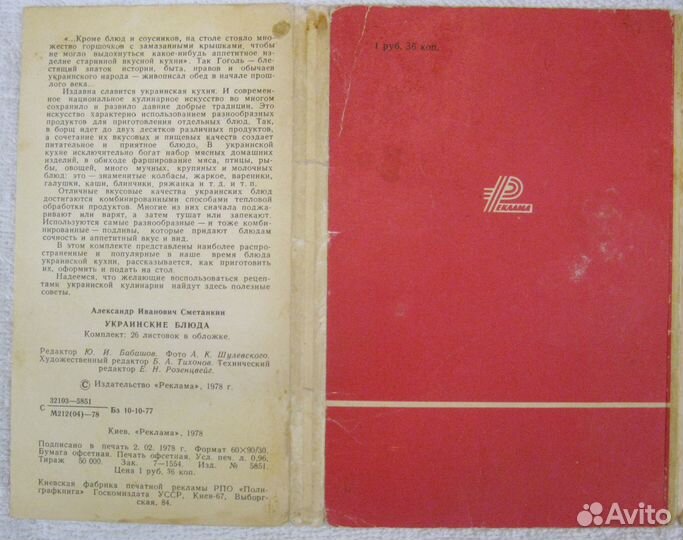 «...Кроме блюд и соусников, на столе стояло мно-
жество горшочков с замазанными крышками, чтобы
не могло выдохнуться какое-нибудь аппетитное из-
делие старинной вкусной кухни». Так Гоголь — бле-
стящий знаток истории, быта, нравов и обычаев
украинского народа — живописал обед в начале прош-
лого века...
Издавна славится украинская кухня. И современ-
ное национальное кулинарное искусство во многом
сохранило и развило давние добрые традиции. Это
искусство характерно использованием разнообразных
продуктов для приготовления отдельных блюд. Так,
в борщ идет до двух десятков различных продуктов,
а сочетание их вкусовых и пищевых качеств создает
питательное и приятное блюдо. В украинской
кухне исключительно богат набор мясных домашних
изделий, в обиходе фарширование мяса, птицы, ры-
бы, овощей, много мучных, крупяных и молочных
блюд: это — знаменитые колбасы, жаркое, вареники,
галушки, каши, блинчики, ряжанка и т. д. и т. п.
Отличные вкусовые качества украинских блюд
достигаются комбинированными способами тепловой
обработки продуктов. Многие из них сначала поджа-
ривают или варят, а затем тушат или запекают.
Используются самые разнообразные — и тоже комби-
нированные — подливы, которые придают блюдам
сочность и аппетитный вкус и вид.
В этом комплекте представлены наиболее распро-
страненные и популярные в наше время блюда
украинской кухни, рассказывается, как приготовить
их, оформить и подать на стол.
Надеемся, что желающие воспользоваться рецеп-
тами украинской кулинарии найдут здесь полезные
советы.
Александр Иванович Сметанкин
УКРАИНСКИЕ БЛЮДА
Комплект: 26 листовок в обложке.
Редактор Ю. И. Бабашов. Фото А. К. Шулевского.
Художественный редактор Б. А. Тихонов. Технический
редактор Е. Н. Розенцвейг.
© Издательство «Реклама», 1978 г.
32103—5851
С М212(04)—78 Бз 10-10-77
Киев, «Реклама», 1978
Подписано в печать 2. 02. 1978 г. Формат 60×90/30.
Бумага офсетная. Печать офсетная. Усл. печ. л. 0,96.
Тираж 50 000. Зак. 7—1554. Изд. № 5851.
Цена 1 руб. 36 коп.
Киевская фабрика печатной рекламы РПО «Поли-
графкнига» Госкомиздата УССР, Киев-67, Выборг-
ская, 84.
1 руб. 36 коп.
РЕКЛАМА
Avito